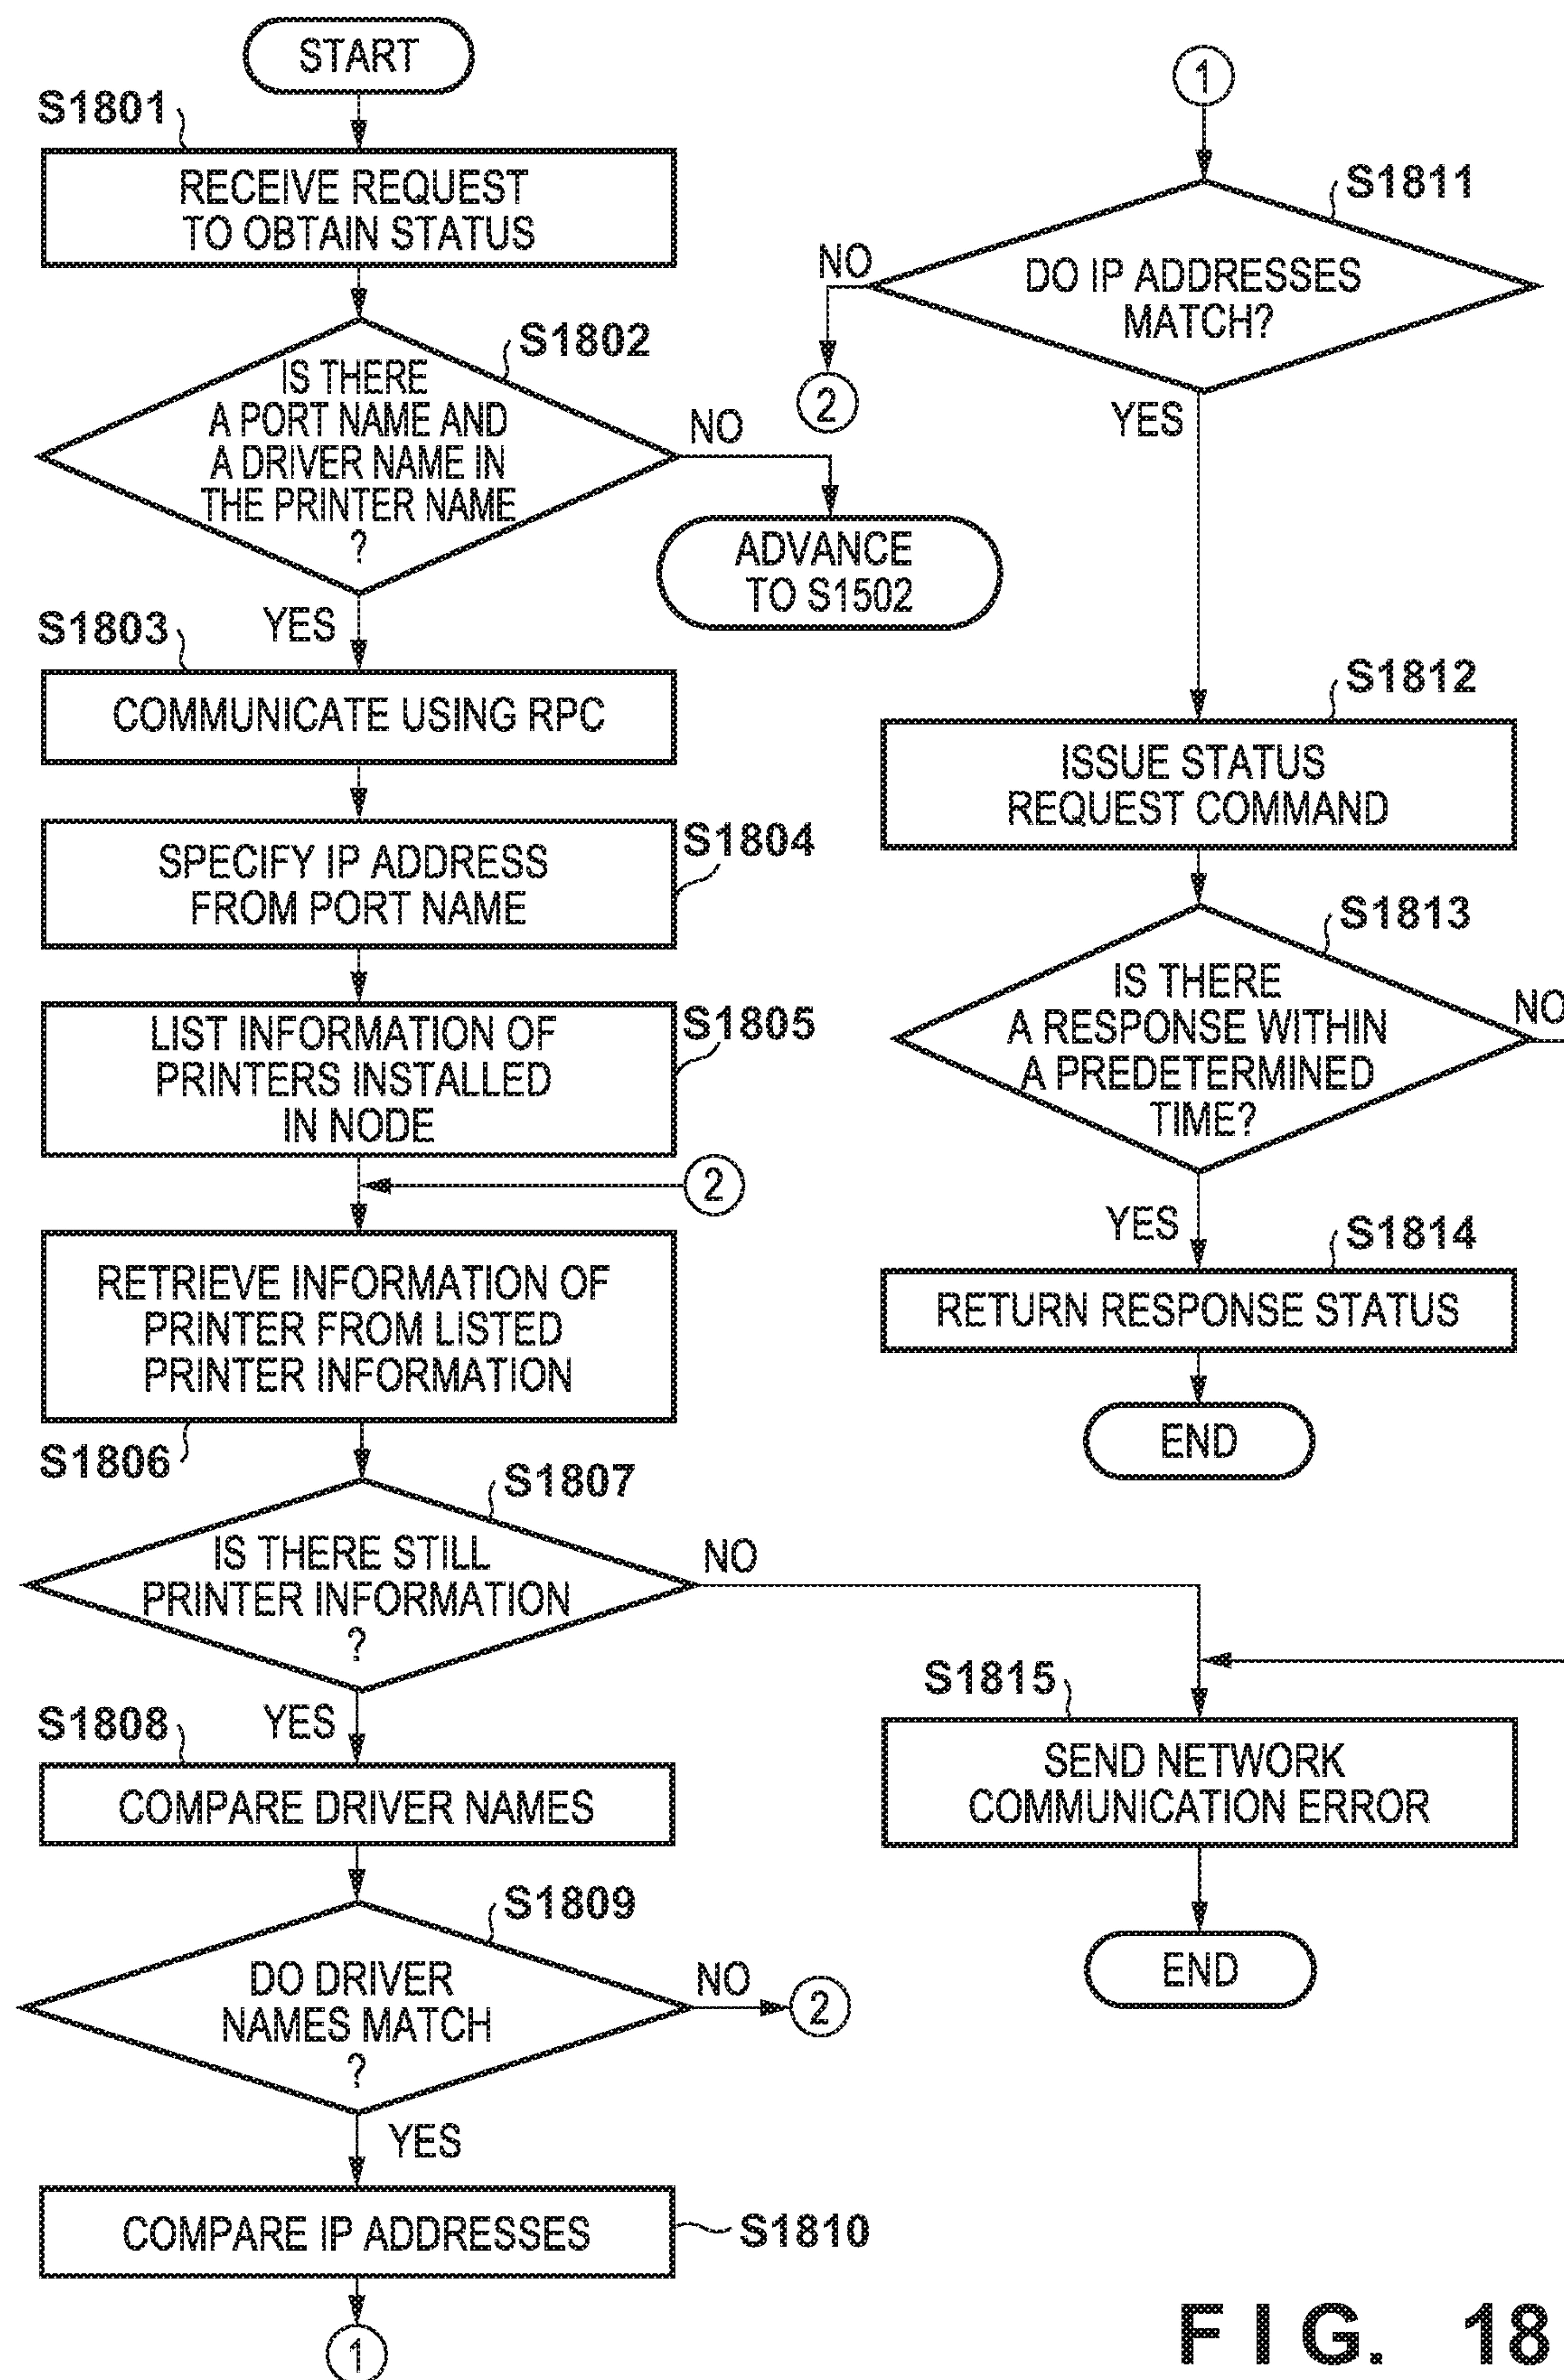 START
S1801
RECEIVE REQUEST
TO OBTAIN STATUS
S1802
IS THERE
A PORT NAME AND
A DRIVER NAME IN
THE PRINTER NAME
?
NO
ADVANCE
TO S1502
YES
S1803
COMMUNICATE USING RPC
SPECIFY IP ADDRESS
FROM PORT NAME
S1804
LIST INFORMATION OF
PRINTERS INSTALLED
IN NODE
S1805
2
RETRIEVE INFORMATION OF
PRINTER FROM LISTED
PRINTER INFORMATION
S1806
S1807
IS THERE STILL
PRINTER INFORMATION
?
NO
YES
S1808
COMPARE DRIVER NAMES
S1809
DO DRIVER
NAMES MATCH
?
NO
2
YES
COMPARE IP ADDRESSES
S1810
1
1
S1811
DO IP ADDRESSES
MATCH?
NO
2
YES
S1812
ISSUE STATUS
REQUEST COMMAND
S1813
IS THERE
A RESPONSE WITHIN
A PREDETERMINED
TIME?
NO
YES
S1814
RETURN RESPONSE STATUS
END
S1815
SEND NETWORK
COMMUNICATION ERROR
END
FIG. 18